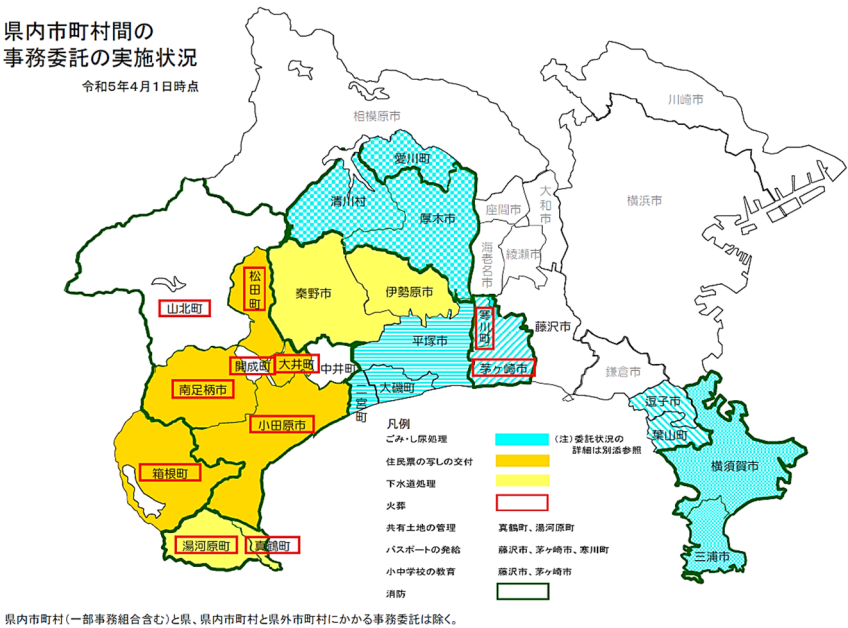 県内市町村間の
事務委託の実施状況
令和5年4月1日時点
川崎市
相模原市
愛川町
清川村
厚木市
座間市
大和市
横浜市
海老名市
綾瀬市
松田町
秦野市
伊勢原市
山北町
寒川町
藤沢市
平塚市
開成町
大井町
中井町
茅ヶ崎市
鎌倉市
南足柄市
二宮町
大磯町
逗子市
小田原市
葉山町
箱根町
横須賀市
湯河原町
真鶴町
三浦市
凡例
ごみ・し尿処理 (注)委託状況の
詳細は別添参照
住民票の写しの交付
下水道処理
火葬
共有土地の管理 真鶴町、湯河原町
パスポートの発給 藤沢市、茅ヶ崎市、寒川町
小中学校の教育 藤沢市、茅ヶ崎市
消防
県内市町村(一部事務組合含む)と県、県内市町村と県外市町村にかかる事務委託は除く。